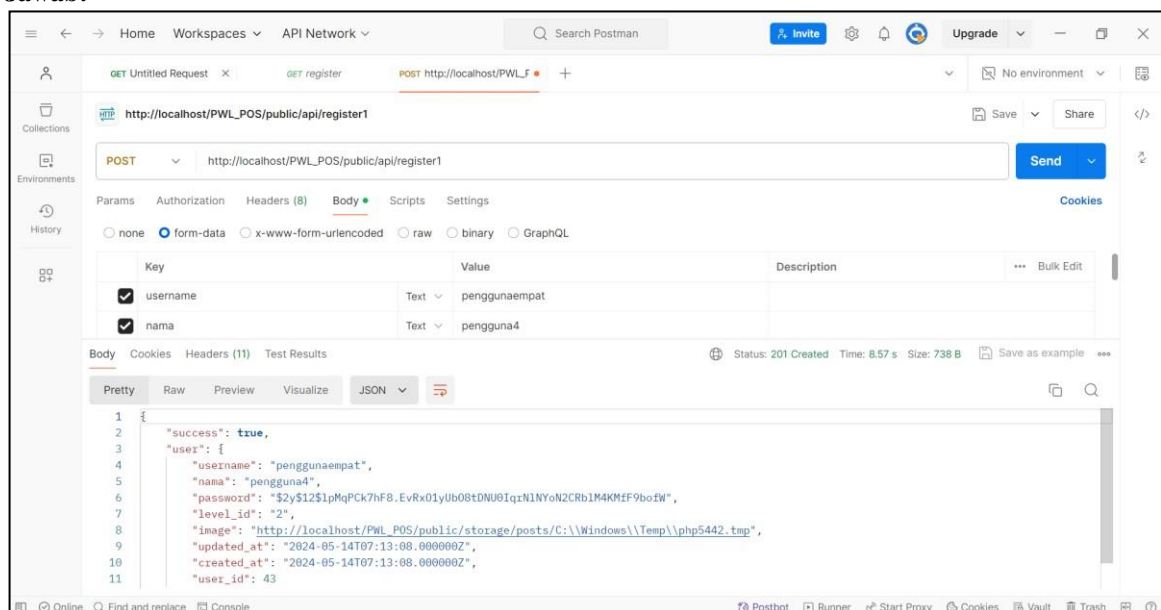 Home Workspaces API Network Search Postman Invite Upgrade
GET Untitled Request GET register POST http://localhost/PWL_F No environment
Collections
HTTP http://localhost/PWL_POS/public/api/register1 Save Share
Environments
POST http://localhost/PWL_POS/public/api/register1 Send
History
Params Authorization Headers (8) Body Scripts Settings Cookies
none form-data x-www-form-urlencoded raw binary GraphQL
Key Value Description Bulk Edit
username Text penggunaempat
nama Text pengguna4
Body Cookies Headers (11) Test Results Status: 201 Created Time: 8.57 s Size: 738 B Save as example
Pretty Raw Preview Visualize JSON
1 {
2 "success": true,
3 "user": {
4 "username": "penggunaempat",
5 "nama": "pengguna4",
6 "password": "$2y$12$lpMqPCk7hF8.EvRxO1yUbO8tDNU0IqrNlNYoN2CRblM4KMfF9bofW",
7 "level_id": "2",
8 "image": "http://localhost/PWL_POS/public/storage/posts/C:\\Windows\\Temp\\php5442.tmp",
9 "updated_at": "2024-05-14T07:13:08.000000Z",
10 "created_at": "2024-05-14T07:13:08.000000Z",
11 "user_id": 43
Online Find and replace Console Postbot Runner Start Proxy Cookies Vault Trash